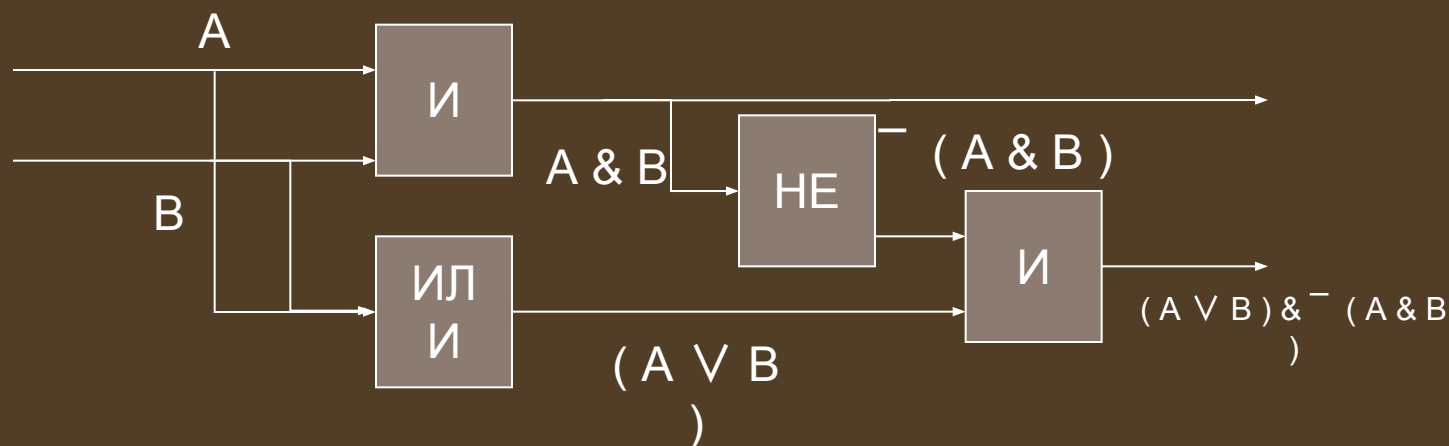 А
И
А & В
¯ ( А & В )
НЕ
В
И
ИЛ
И
( А ∨ В ) & ¯ ( А & В
)
( А ∨ В
)